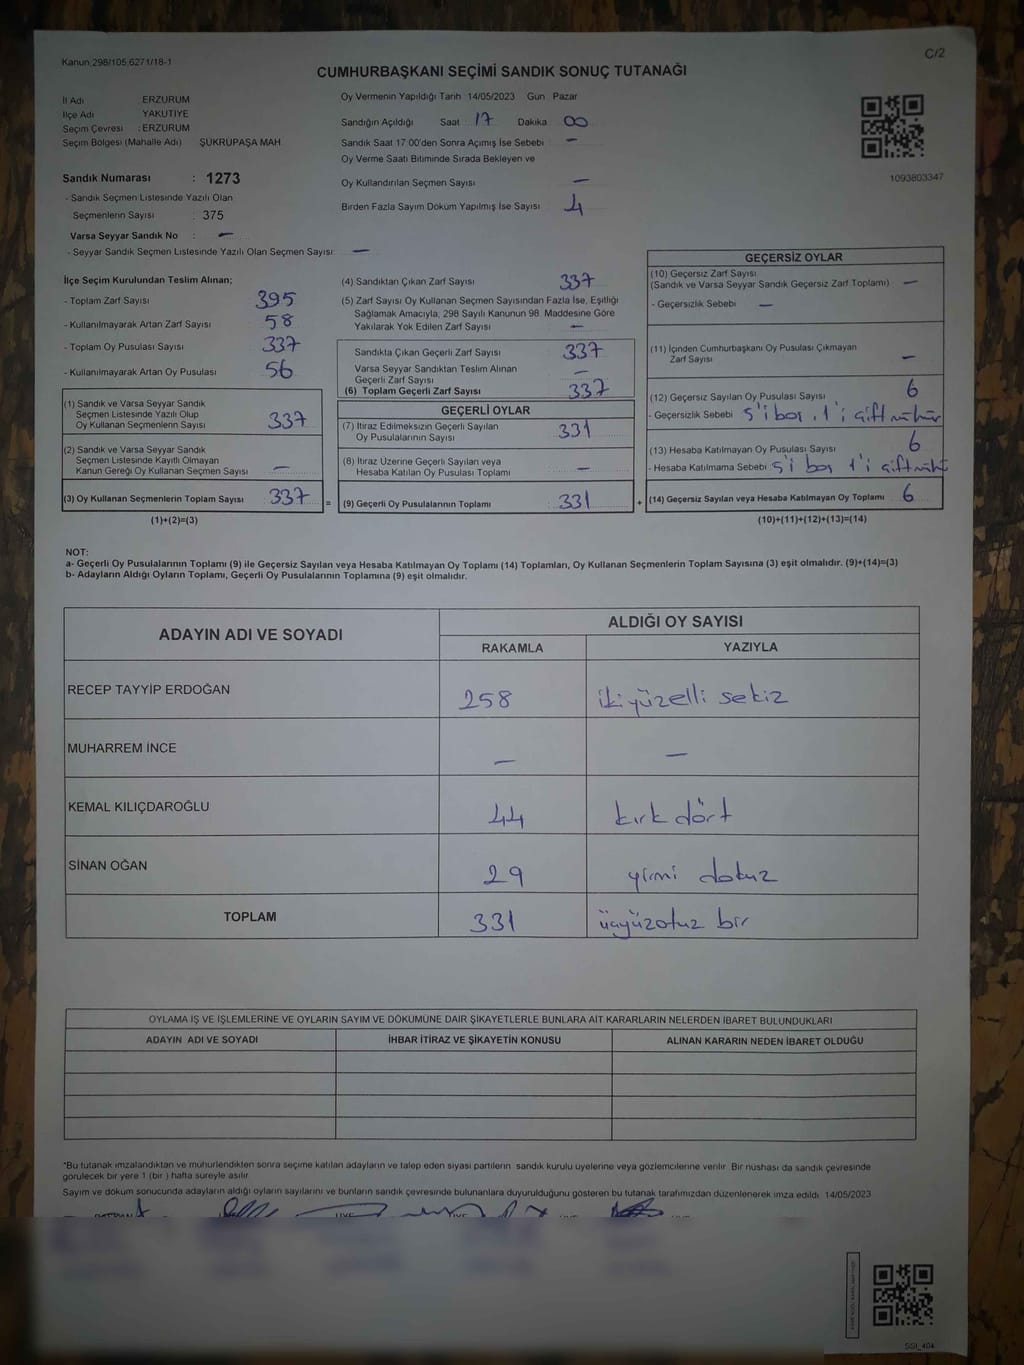 Kanun 298/105,6271/18-1
C/2
CUMHURBAŞKANI SEÇİMİ SANDIK SONUÇ TUTANAĞI
İl Adı ERZURUM
İlçe Adı YAKUTİYE
Seçim Çevresi : ERZURUM
Seçim Bölgesi (Mahalle Adı) ŞÜKRÜPAŞA MAH
Sandık Numarası : 1273
- Sandık Seçmen Listesinde Yazılı Olan
Seçmenlerin Sayısı : 375
Varsa Seyyar Sandık No : -
- Seyyar Sandık Seçmen Listesinde Yazılı Olan Seçmen Sayısı: -
Oy Vermenin Yapıldığı Tarih 14/05/2023 Gün Pazar
Sandığın Açıldığı Saat 17 Dakika 00
Sandık Saat 17 00'den Sonra Açımış İse Sebebi : -
Oy Verme Saati Bitiminde Sırada Bekleyen ve
Oy Kullandırılan Seçmen Sayısı -
Birden Fazla Sayım Döküm Yapılmış İse Sayısı 4
1093803347
İlçe Seçim Kurulundan Teslim Alınan;
- Toplam Zarf Sayısı 395
- Kullanılmayarak Artan Zarf Sayısı 58
- Toplam Oy Pusulası Sayısı 337
- Kullanılmayarak Artan Oy Pusulası 56
(1) Sandık ve Varsa Seyyar Sandık
Seçmen Listesinde Yazılı Olup
Oy Kullanan Seçmenlerin Sayısı 337
(2) Sandık ve Varsa Seyyar Sandık
Seçmen Listesinde Kayıtlı Olmayan
Kanun Gereği Oy Kullanan Seçmen Sayısı -
(3) Oy Kullanan Seçmenlerin Toplam Sayısı 337
(1)+(2)=(3)
(4) Sandıktan Çıkan Zarf Sayısı 337
(5) Zarf Sayısı Oy Kullanan Seçmen Sayısından Fazla İse, Eşitliği
Sağlamak Amacıyla; 298 Sayılı Kanunun 98. Maddesine Göre
Yakılarak Yok Edilen Zarf Sayısı -
Sandıkta Çıkan Geçerli Zarf Sayısı 337
Varsa Seyyar Sandıktan Teslim Alınan
Geçerli Zarf Sayısı -
(6) Toplam Geçerli Zarf Sayısı 337
GEÇERLİ OYLAR
(7) İtiraz Edilmeksizin Geçerli Sayılan
Oy Pusulalarının Sayısı 331
(8) İtiraz Üzerine Geçerli Sayılan veya
Hesaba Katılan Oy Pusulası Toplamı -
= (9) Geçerli Oy Pusulalarının Toplamı : 331
GEÇERSİZ OYLAR
(10) Geçersiz Zarf Sayısı
(Sandık ve Varsa Seyyar Sandık Geçersiz Zarf Toplamı) -
- Geçersizlik Sebebi -
(11) İçinden Cumhurbaşkanı Oy Pusulası Çıkmayan
Zarf Sayısı -
(12) Geçersiz Sayılan Oy Pusulası Sayısı 6
- Geçersizlik Sebebi 5'i boş, 1'i çift mühür
(13) Hesaba Katılmayan Oy Pusulası Sayısı 6
- Hesaba Katılmama Sebebi 5'i boş 1'i çift mühü
+ (14) Geçersiz Sayılan veya Hesaba Katılmayan Oy Toplamı 6
(10)+(11)+(12)+(13)=(14)
NOT:
a- Geçerli Oy Pusulalarının Toplamı (9) ile Geçersiz Sayılan veya Hesaba Katılmayan Oy Toplamı (14) Toplamları, Oy Kullanan Seçmenlerin Toplam Sayısına (3) eşit olmalıdır. (9)+(14)=(3)
b- Adayların Aldığı Oyların Toplamı, Geçerli Oy Pusulalarının Toplamına (9) eşit olmalıdır.
ADAYIN ADI VE SOYADI ALDIĞI OY SAYISI
RAKAMLA YAZIYLA
RECEP TAYYİP ERDOĞAN 258 ikiyüzelli sekiz
MUHARREM İNCE - -
KEMAL KILIÇDAROĞLU 44 kırk dört
SİNAN OĞAN 29 yirmi dokuz
TOPLAM 331 üçyüzotuz bir
OYLAMA İŞ VE İŞLEMLERİNE VE OYLARIN SAYIM VE DÖKÜMÜNE DAİR ŞİKAYETLERLE BUNLARA AİT KARARLARIN NELERDEN İBARET BULUNDUKLARI
ADAYIN ADI VE SOYADI İHBAR İTİRAZ VE ŞİKAYETİN KONUSU ALINAN KARARIN NEDEN İBARET OLDUĞU
*Bu tutanak imzalandıktan ve mühürlendikten sonra seçime katılan adayların ve talep eden siyasi partilerin sandık kurulu üyelerine veya gözlemcilerine verilir. Bir nüshası da sandık çevresinde
görülecek bir yere 1 (bir) hafta süreyle asılır
Sayım ve döküm sonucunda adayların aldığı oyların sayılarını ve bunların sandık çevresinde bulunanlara duyurulduğunu gösteren bu tutanak tarafımızdan düzenlenerek imza edildi. 14/05/2023
SSI_404